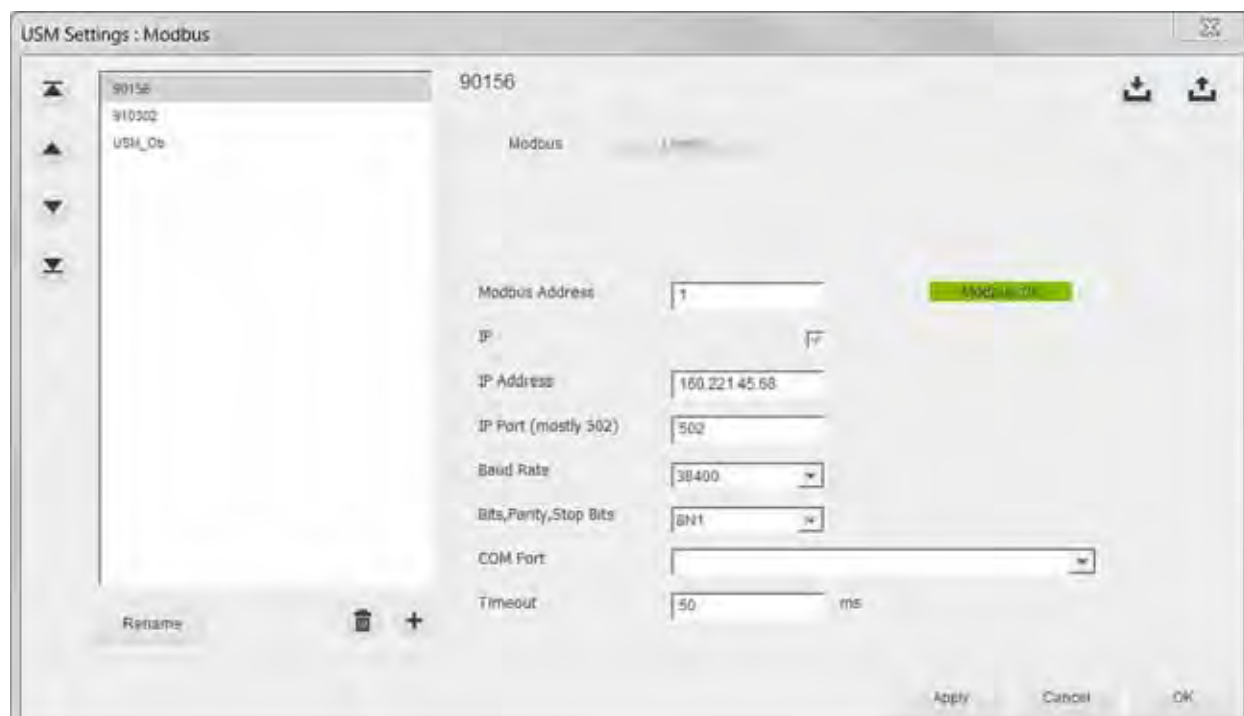 USM Settings : Modbus
90156
910302
USM_Ob
Rename
90156
Modbus
Modbus Address
1
Modbus OK
IP
IP Address
160.221.45.68
IP Port (mostly 502)
502
Baud Rate
38400
Bits,Parity,Stop Bits
8N1
COM Port
Timeout
50
ms
Apply
Cancel
OK